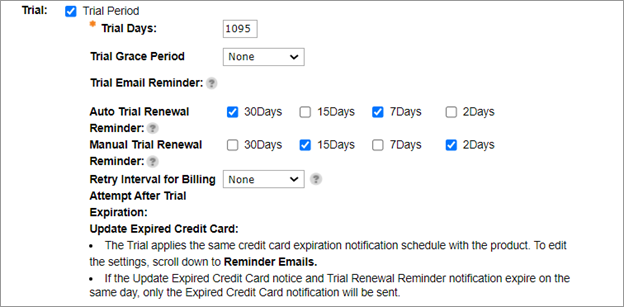 Trial: Trial Period
* Trial Days: 1095
Trial Grace Period None
Trial Email Reminder: ?
Auto Trial Renewal 30Days 15Days 7Days 2Days
Reminder: ?
Manual Trial Renewal 30Days 15Days 7Days 2Days
Reminder: ?
Retry Interval for Billing None ?
Attempt After Trial
Expiration:
Update Expired Credit Card:
• The Trial applies the same credit card expiration notification schedule with the product. To edit
the settings, scroll down to Reminder Emails.
• If the Update Expired Credit Card notice and Trial Renewal Reminder notification expire on
the same day, only the Expired Credit Card notification will be sent.